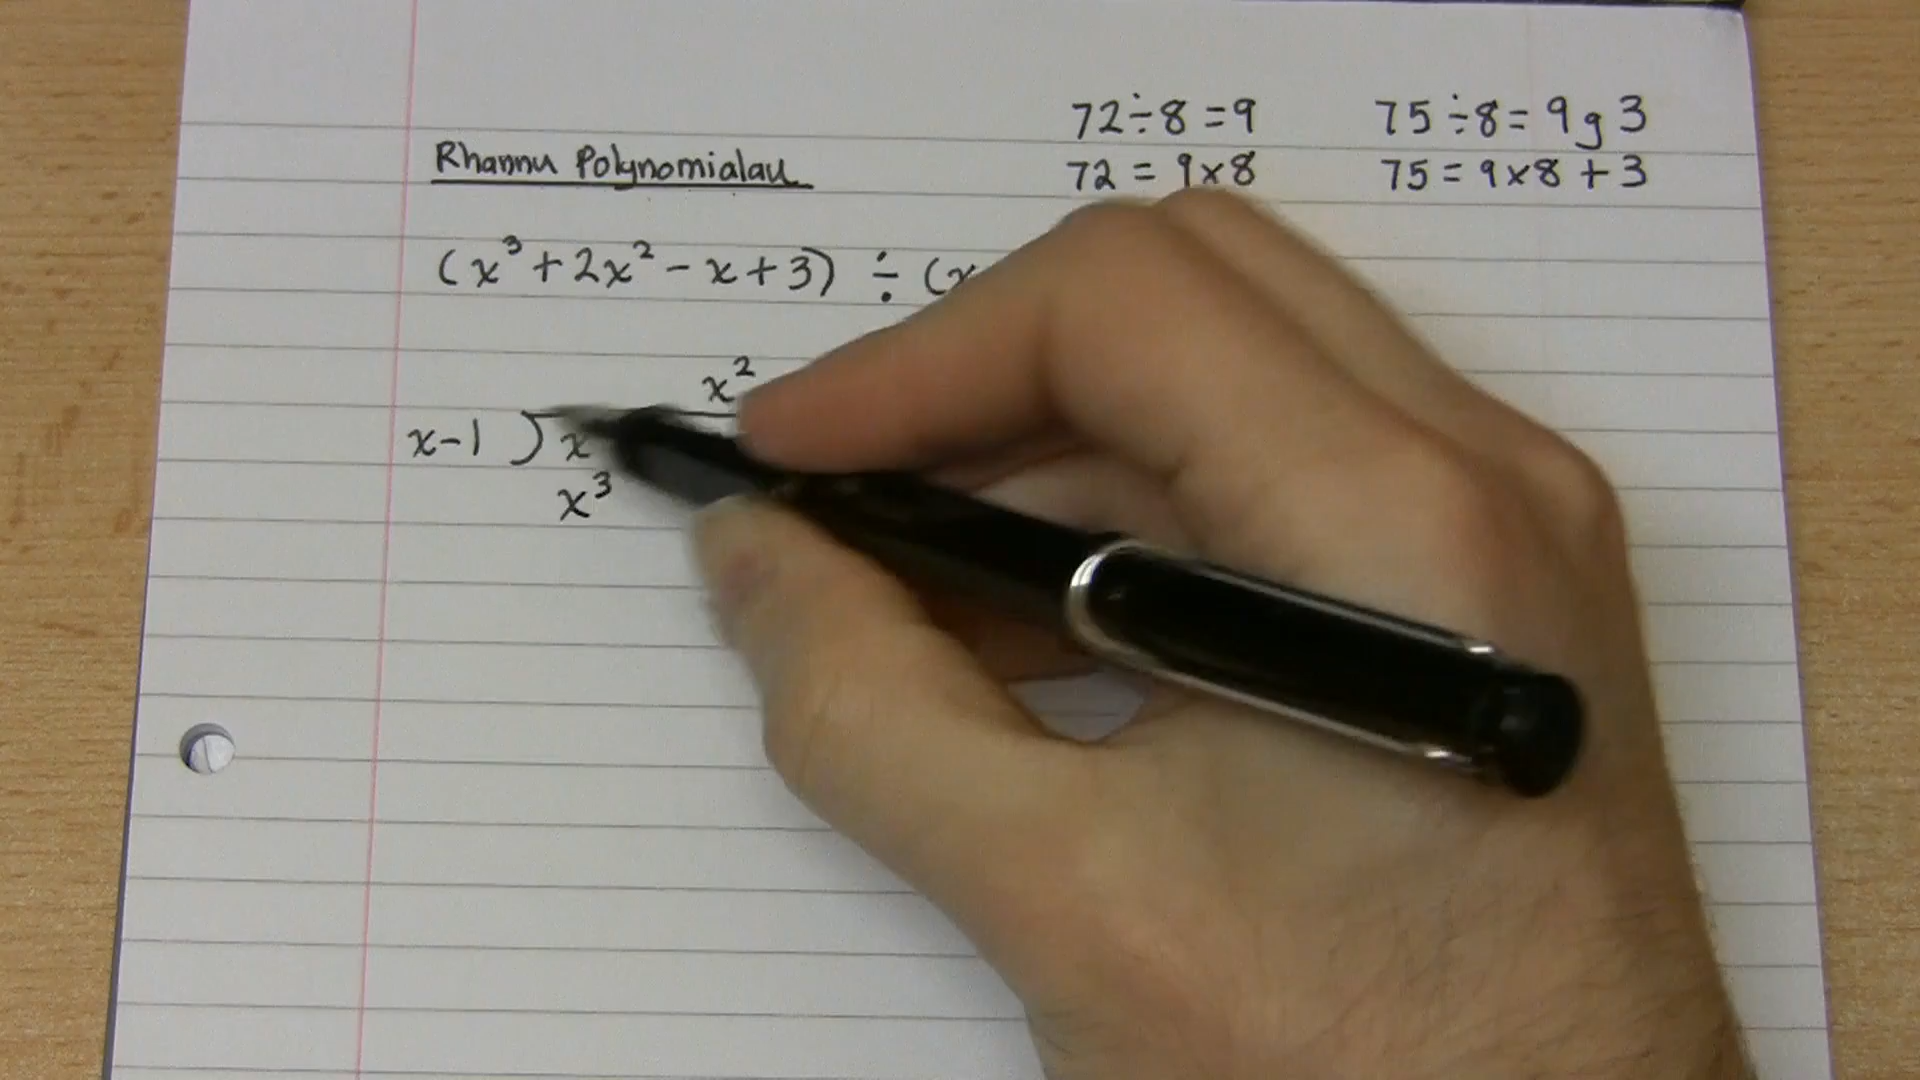 72÷8=9
75÷8=9 g 3
Rhannu Polynomialau
72 = 9×8
75=9×8+3
(x³+2x²-x+3) ÷ (x
x²
x-1 ) x
x³